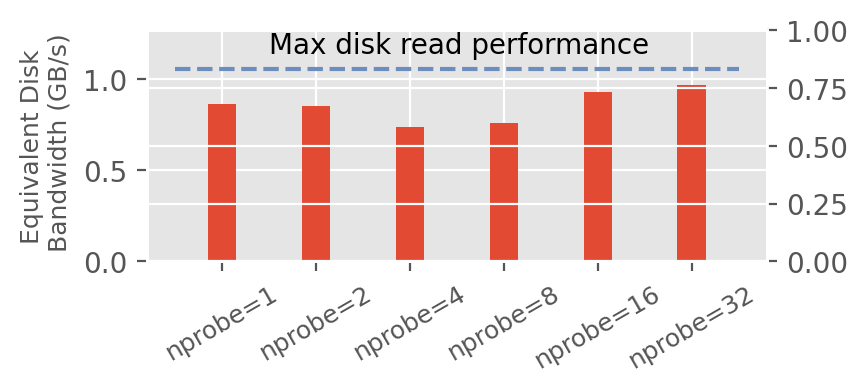 Max disk read performance
Equivalent Disk
Bandwidth (GB/s)
1.0
0.5
0.0
1.00
0.75
0.50
0.25
0.00
nprobe=1
nprobe=2
nprobe=4
nprobe=8
nprobe=16
nprobe=32